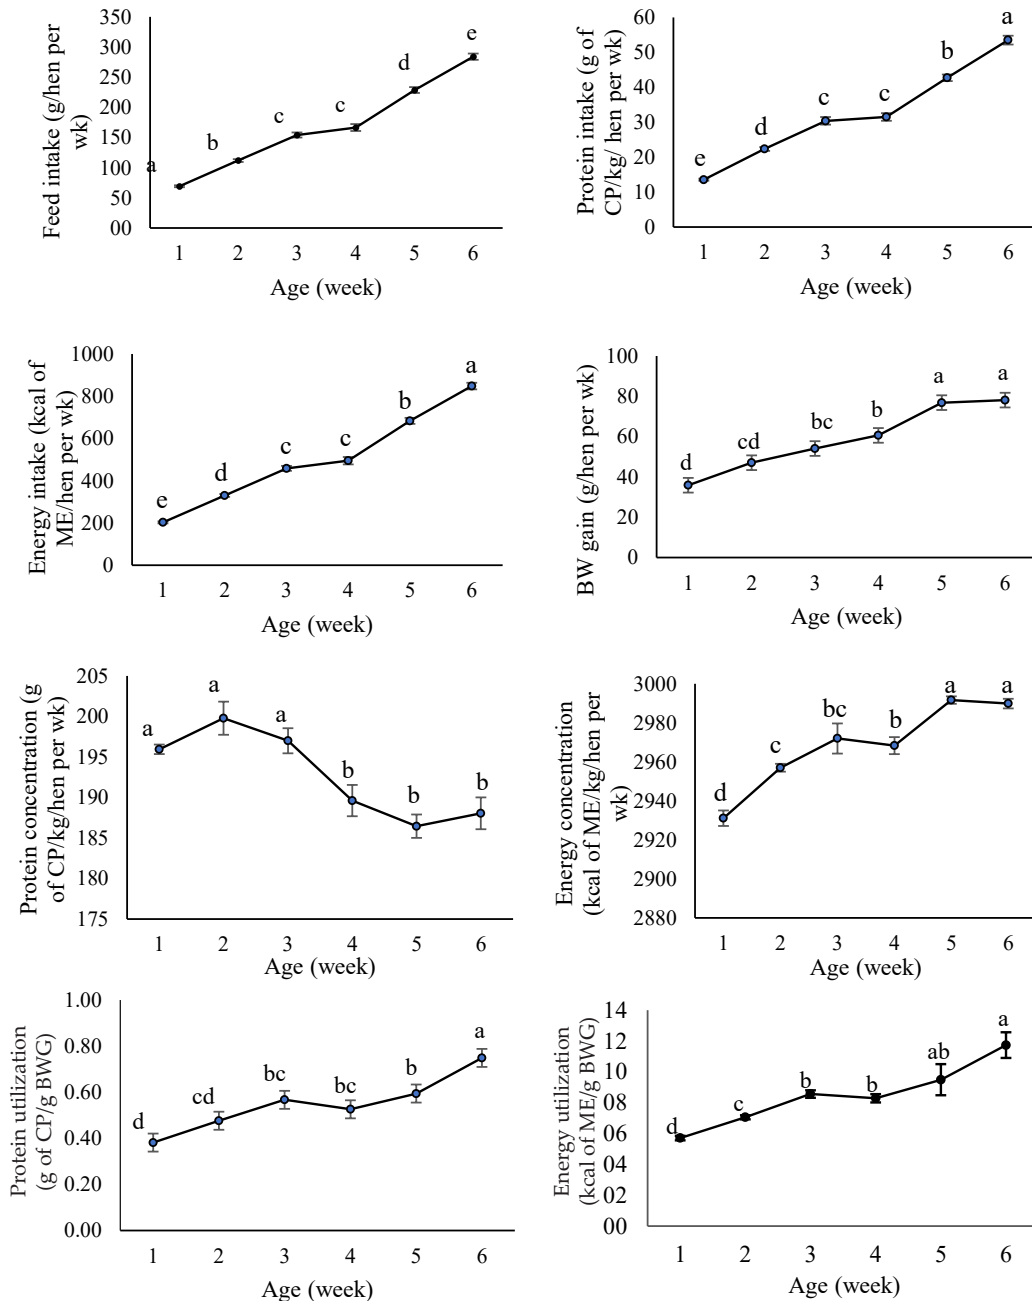 Feed intake (g/hen per
wk)
350
300
250
200
150
100
50
00
a
b
c
c
d
e
1 2 3 4 5 6
Age (week)
Protein intake (g of
CP/kg/ hen per wk)
60
50
40
30
20
10
0
e
d
c
c
b
a
1 2 3 4 5 6
Age (week)
Energy intake (kcal of
ME/hen per wk)
1000
800
600
400
200
0
e
d
c
c
b
a
1 2 3 4 5 6
Age (week)
BW gain (g/hen per wk)
100
80
60
40
20
0
d
cd
bc
b
a
a
1 2 3 4 5 6
Age (week)
Protein concentration (g
of CP/kg/hen per wk)
205
200
195
190
185
180
175
a
a
a
b
b
b
1 2 3 4 5 6
Age (week)
Energy concentration
(kcal of ME/kg/hen per
wk)
3000
2980
2960
2940
2920
2900
2880
d
c
bc
b
a
a
1 2 3 4 5 6
Age (week)
Protein utilization
(g of CP/g BWG)
1.00
0.80
0.60
0.40
0.20
0.00
d
cd
bc
bc
b
a
1 2 3 4 5 6
Age (week)
Energy utilization
(kcal of ME/g BWG)
14
12
10
08
06
04
02
00
d
c
b
b
ab
a
1 2 3 4 5 6
Age (week)